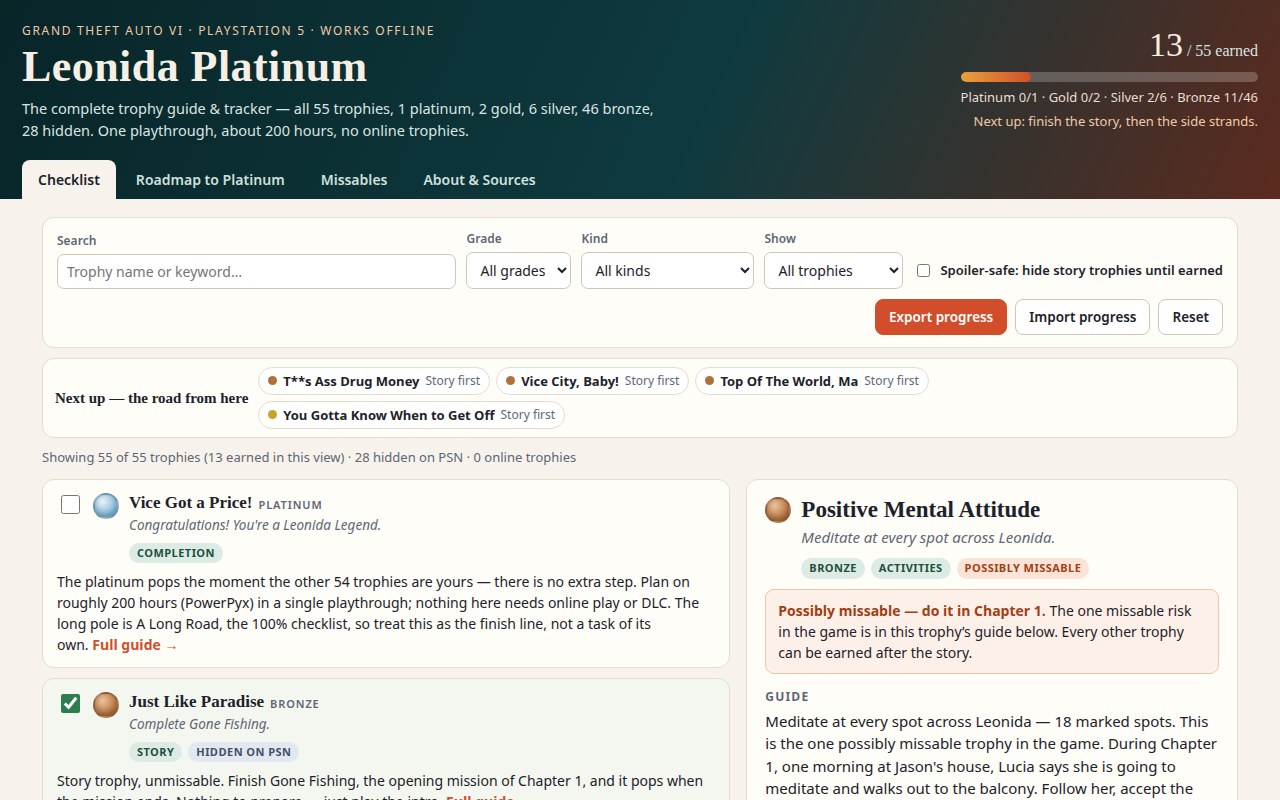 GRAND THEFT AUTO VI · PLAYSTATION 5 · WORKS OFFLINE
Leonida Platinum
The complete trophy guide & tracker — all 55 trophies, 1 platinum, 2 gold, 6 silver, 46 bronze,
28 hidden. One playthrough, about 200 hours, no online trophies.
13 / 55 earned
Platinum 0/1 · Gold 0/2 · Silver 2/6 · Bronze 11/46
Next up: finish the story, then the side strands.
Checklist
Roadmap to Platinum
Missables
About & Sources
Search
Grade
Kind
Show
Trophy name or keyword...
All grades
All kinds
All trophies
Spoiler-safe: hide story trophies until earned
Export progress
Import progress
Reset
Next up — the road from here
T**s Ass Drug Money Story first
Vice City, Baby! Story first
Top Of The World, Ma Story first
You Gotta Know When to Get Off Story first
Showing 55 of 55 trophies (13 earned in this view) · 28 hidden on PSN · 0 online trophies
Vice Got a Price! PLATINUM
Congratulations! You're a Leonida Legend.
COMPLETION
The platinum pops the moment the other 54 trophies are yours — there is no extra step. Plan on
roughly 200 hours (PowerPyx) in a single playthrough; nothing here needs online play or DLC. The
long pole is A Long Road, the 100% checklist, so treat this as the finish line, not a task of its
own. Full guide →
Just Like Paradise BRONZE
Complete Gone Fishing.
STORY
HIDDEN ON PSN
Story trophy, unmissable. Finish Gone Fishing, the opening mission of Chapter 1, and it pops when
the mission ends. Nothing to prepare — just play the intro. Full guide
Positive Mental Attitude
Meditate at every spot across Leonida.
BRONZE
ACTIVITIES
POSSIBLY MISSABLE
Possibly missable — do it in Chapter 1. The one missable risk
in the game is in this trophy’s guide below. Every other trophy
can be earned after the story.
GUIDE
Meditate at every spot across Leonida — 18 marked spots. This
is the one possibly missable trophy in the game. During Chapter
1, one morning at Jason's house, Lucia says she is going to
meditate and walks out to the balcony. Follow her, accept the